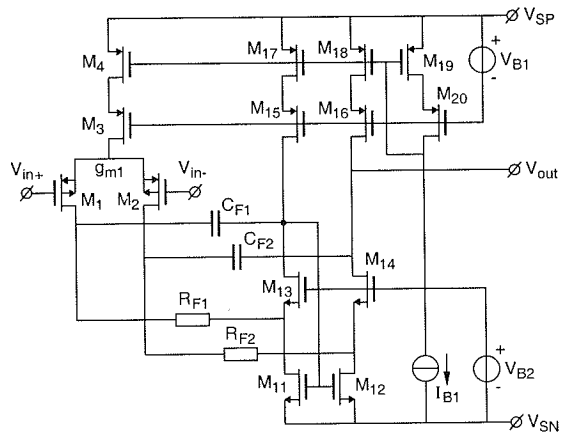 V_SP
M_4
M_17
M_18
M_19
+
V_B1
-
M_20
M_3
M_15
M_16
V_in+
g_m1
V_in-
V_out
M_1
M_2
C_F1
C_F2
M_14
M_13
R_F1
R_F2
+
V_B2
-
M_11
M_12
I_B1
V_SN